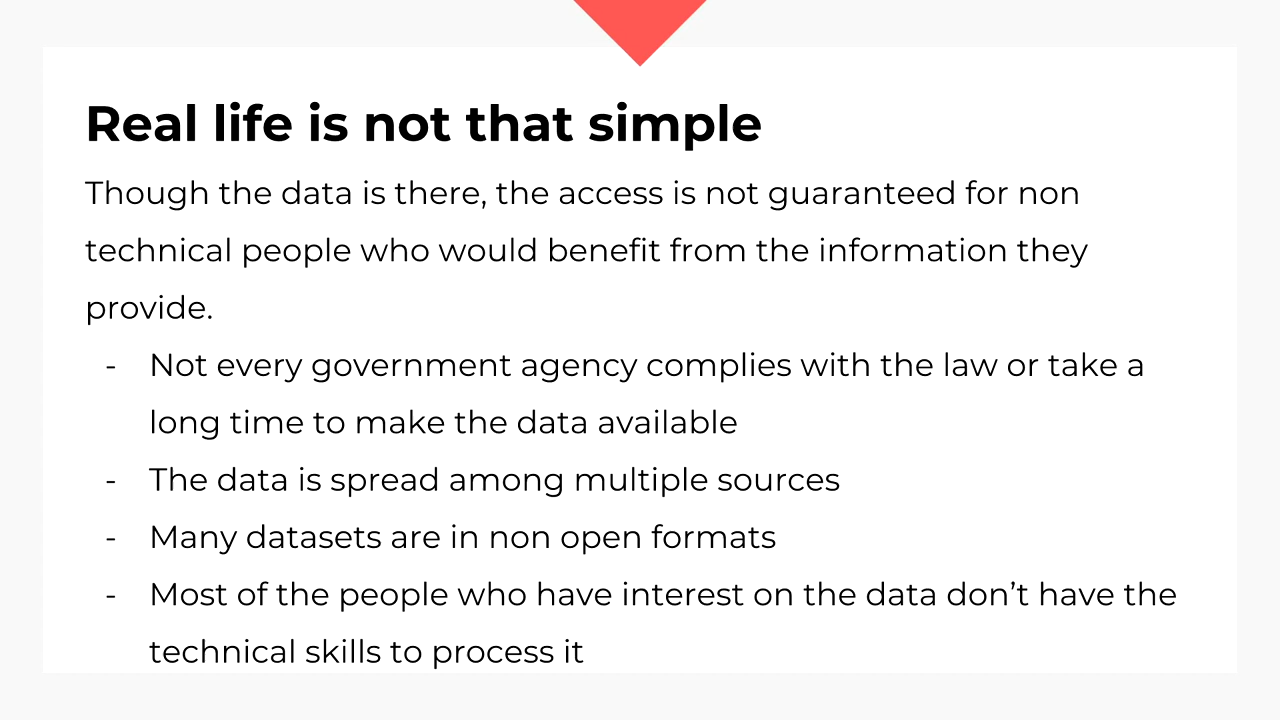 Real life is not that simple
Though the data is there, the access is not guaranteed for non
technical people who would benefit from the information they
provide.
- Not every government agency complies with the law or take a
long time to make the data available
- The data is spread among multiple sources
- Many datasets are in non open formats
- Most of the people who have interest on the data don’t have the
technical skills to process it